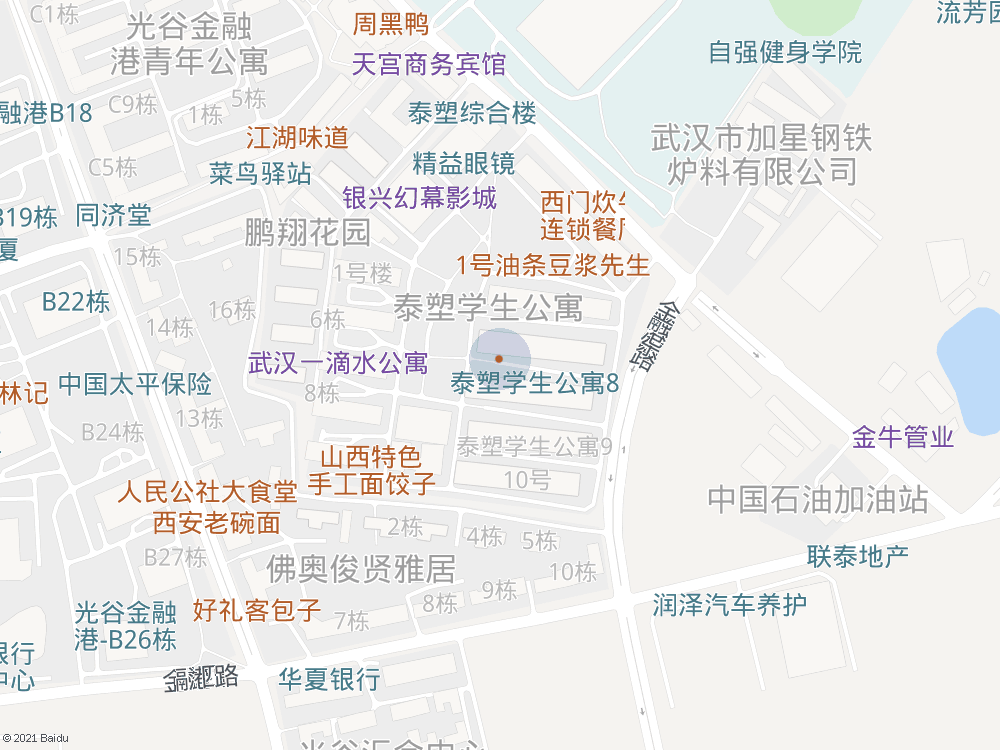 C1栋
光谷金融
港青年公寓
周黑鸭
天宫商务宾馆
流芳园
自强健身学院
C9栋
5栋
1栋
融港B18
泰塑综合楼
江湖味道
武汉市加星钢铁
炉料有限公司
C5栋
菜鸟驿站
精益眼镜
银兴幻幕影城
西门炊
连锁餐
B19栋
同济堂
厦
鹏翔花园
15栋
1号楼
1号油条豆浆先生
B22栋
16栋
泰塑学生公寓
14栋
6栋
金融港路
武汉一滴水公寓
林记
中国太平保险
8栋
泰塑学生公寓8
13栋
B24栋
泰塑学生公寓9
金牛管业
山西特色
手工面饺子
10号
人民公社大食堂
西安老碗面
中国石油加油站
2栋
4栋
5栋
B27栋
佛奥俊贤雅居
10栋
联泰地产
9栋
8栋
光谷金融
港-B26栋
好礼客包子
7栋
润泽汽车养护
银行
中心
华夏银行
光谷汇金中心
© 2021 Baidu